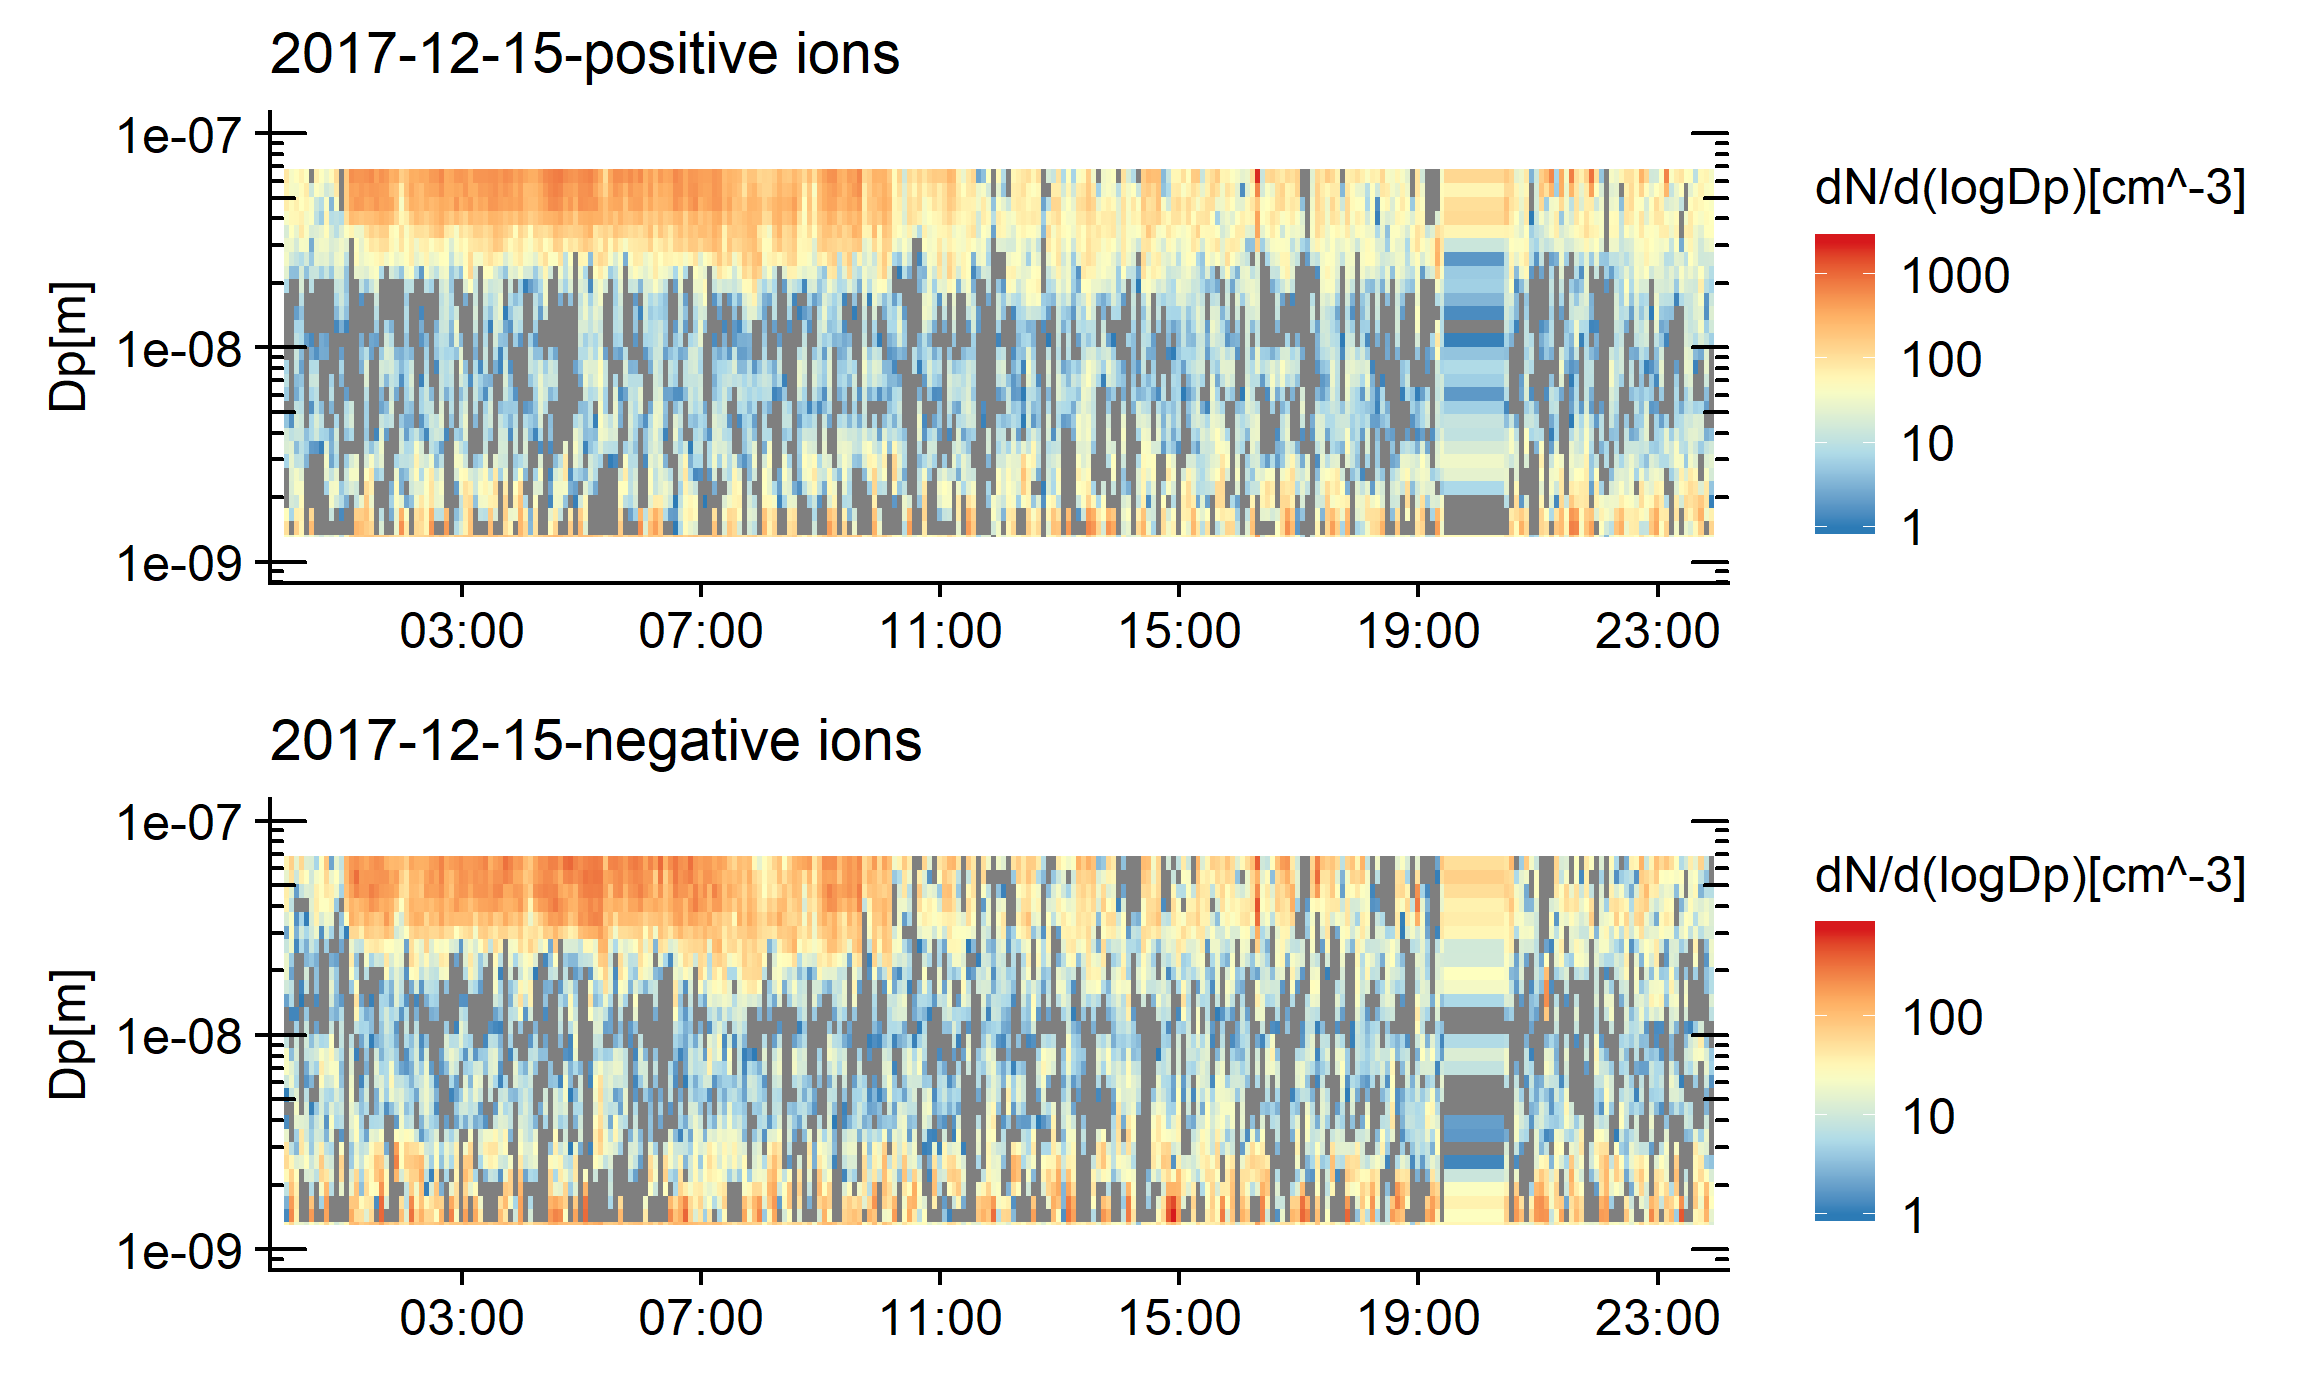 2017-12-15-positive ions
1e-07
1e-08
1e-09
Dp[m]
03:00 07:00 11:00 15:00 19:00 23:00
dN/d(logDp)[cm^-3]
1000
100
10
1
2017-12-15-negative ions
1e-07
1e-08
1e-09
Dp[m]
03:00 07:00 11:00 15:00 19:00 23:00
dN/d(logDp)[cm^-3]
100
10
1